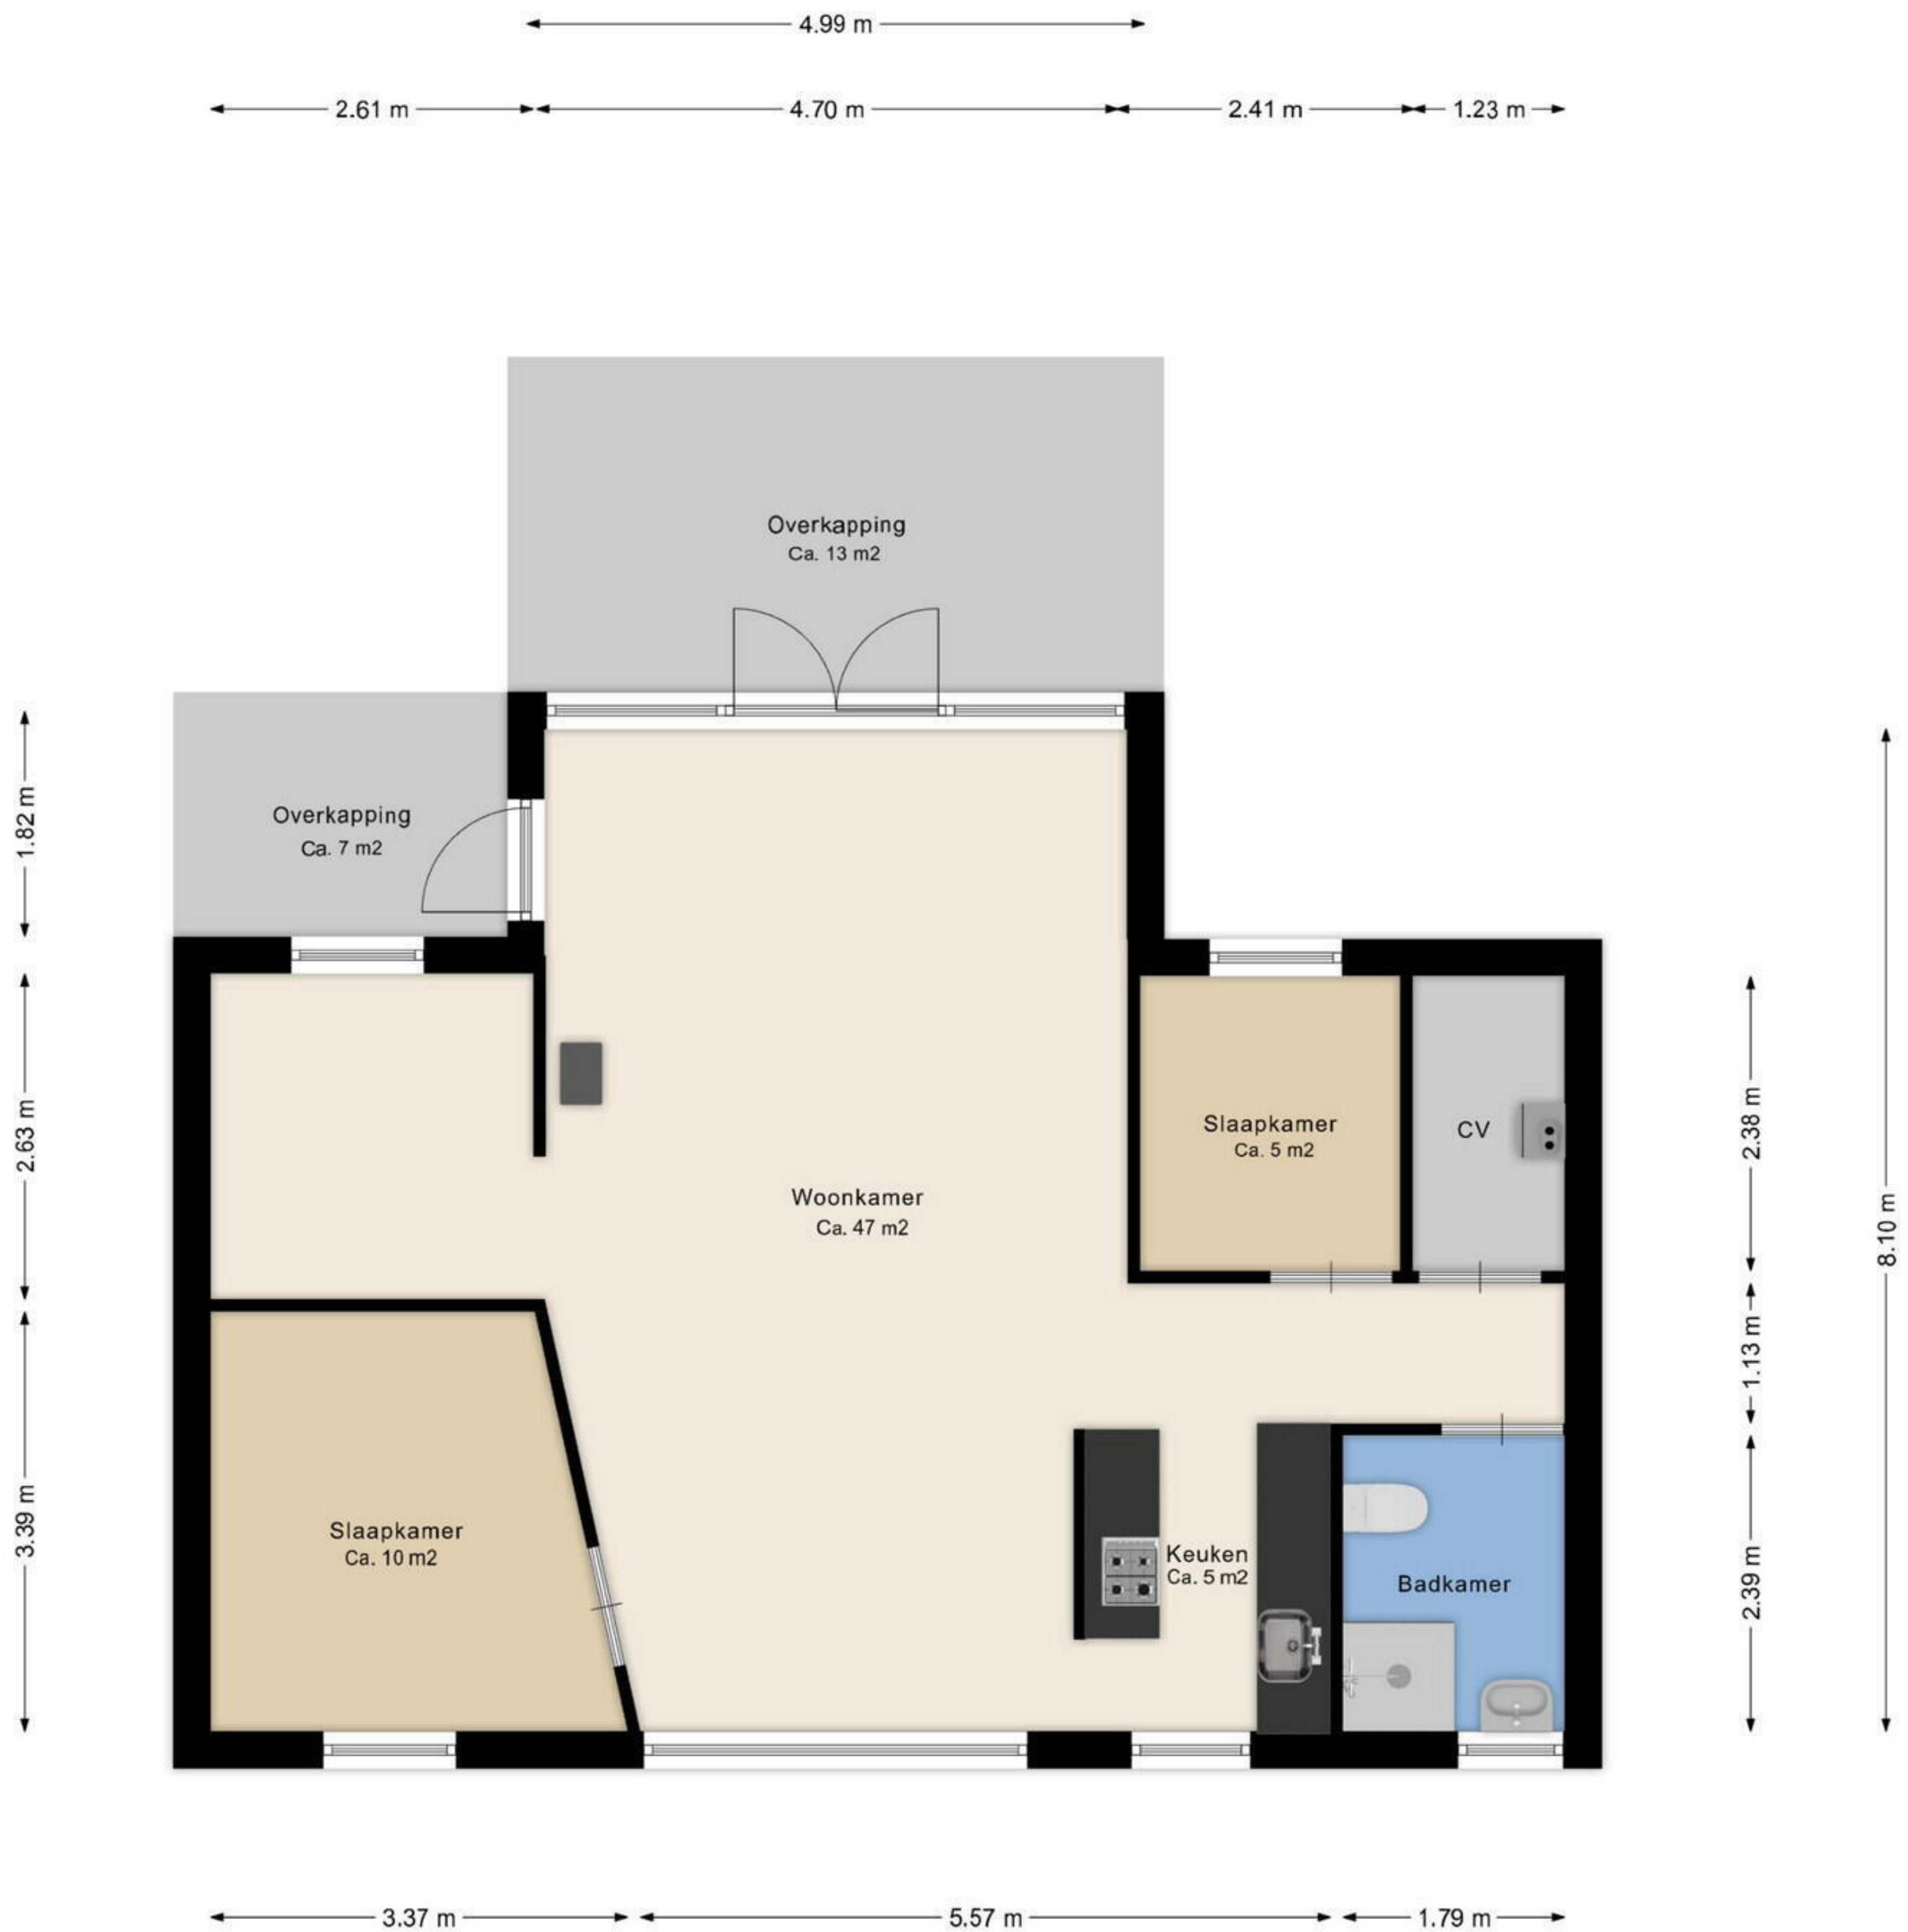 4.99 m
2.61 m
4.70 m
2.41 m
1.23 m
Overkapping
Ca. 13 m2
1.82 m
Overkapping
Ca. 7 m2
2.63 m
Slaapkamer
Ca. 5 m2
CV
2.38 m
Woonkamer
Ca. 47 m2
8.10 m
1.13 m
3.39 m
Slaapkamer
Ca. 10 m2
Keuken
Ca. 5 m2
Badkamer
2.39 m
3.37 m
5.57 m
1.79 m